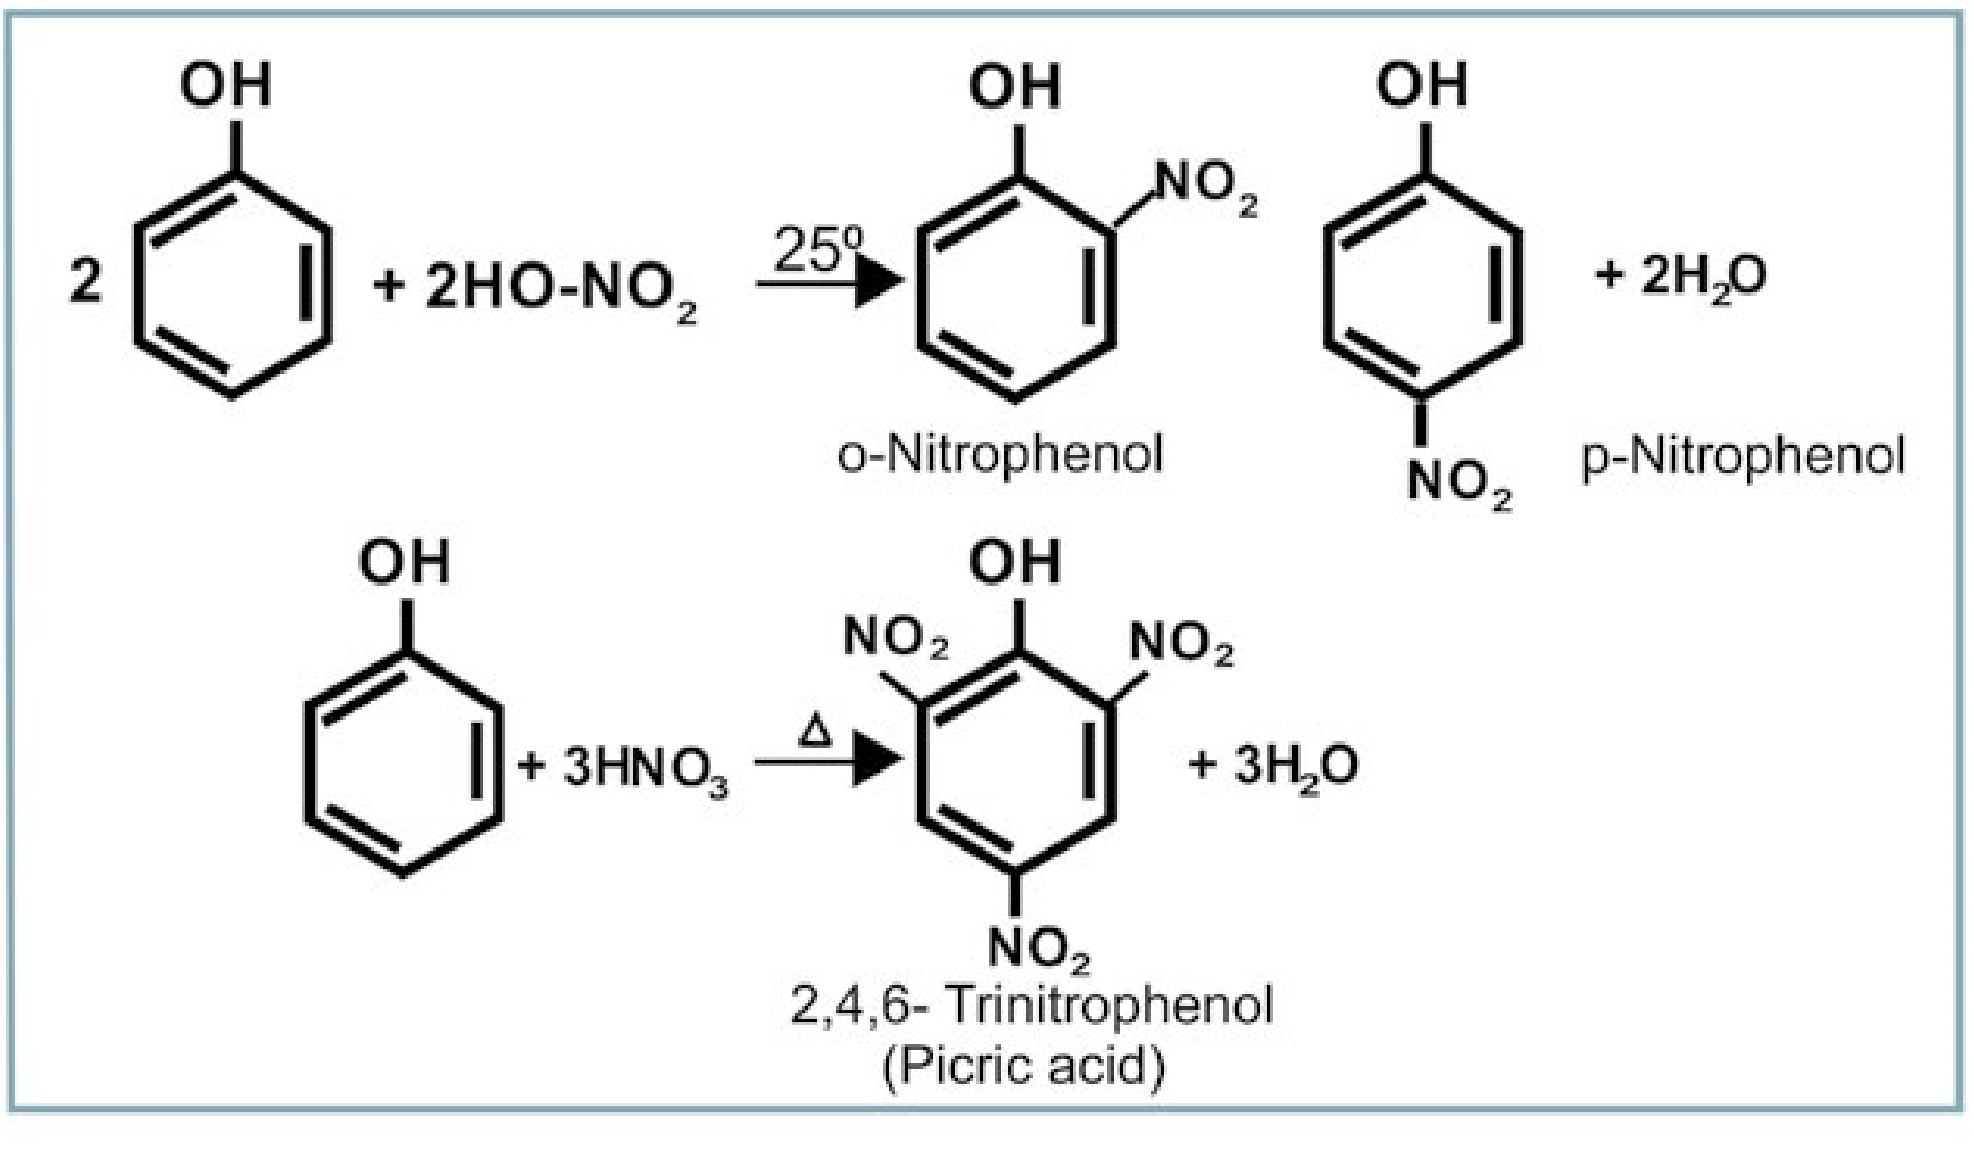 OH OH OH
NO₂
2 + 2HO-NO₂ 25⁰ + 2H₂O
o-Nitrophenol p-Nitrophenol
NO₂
OH OH
NO₂ NO₂
+ 3HNO₃ Δ + 3H₂O
NO₂
2,4,6- Trinitrophenol
(Picric acid)